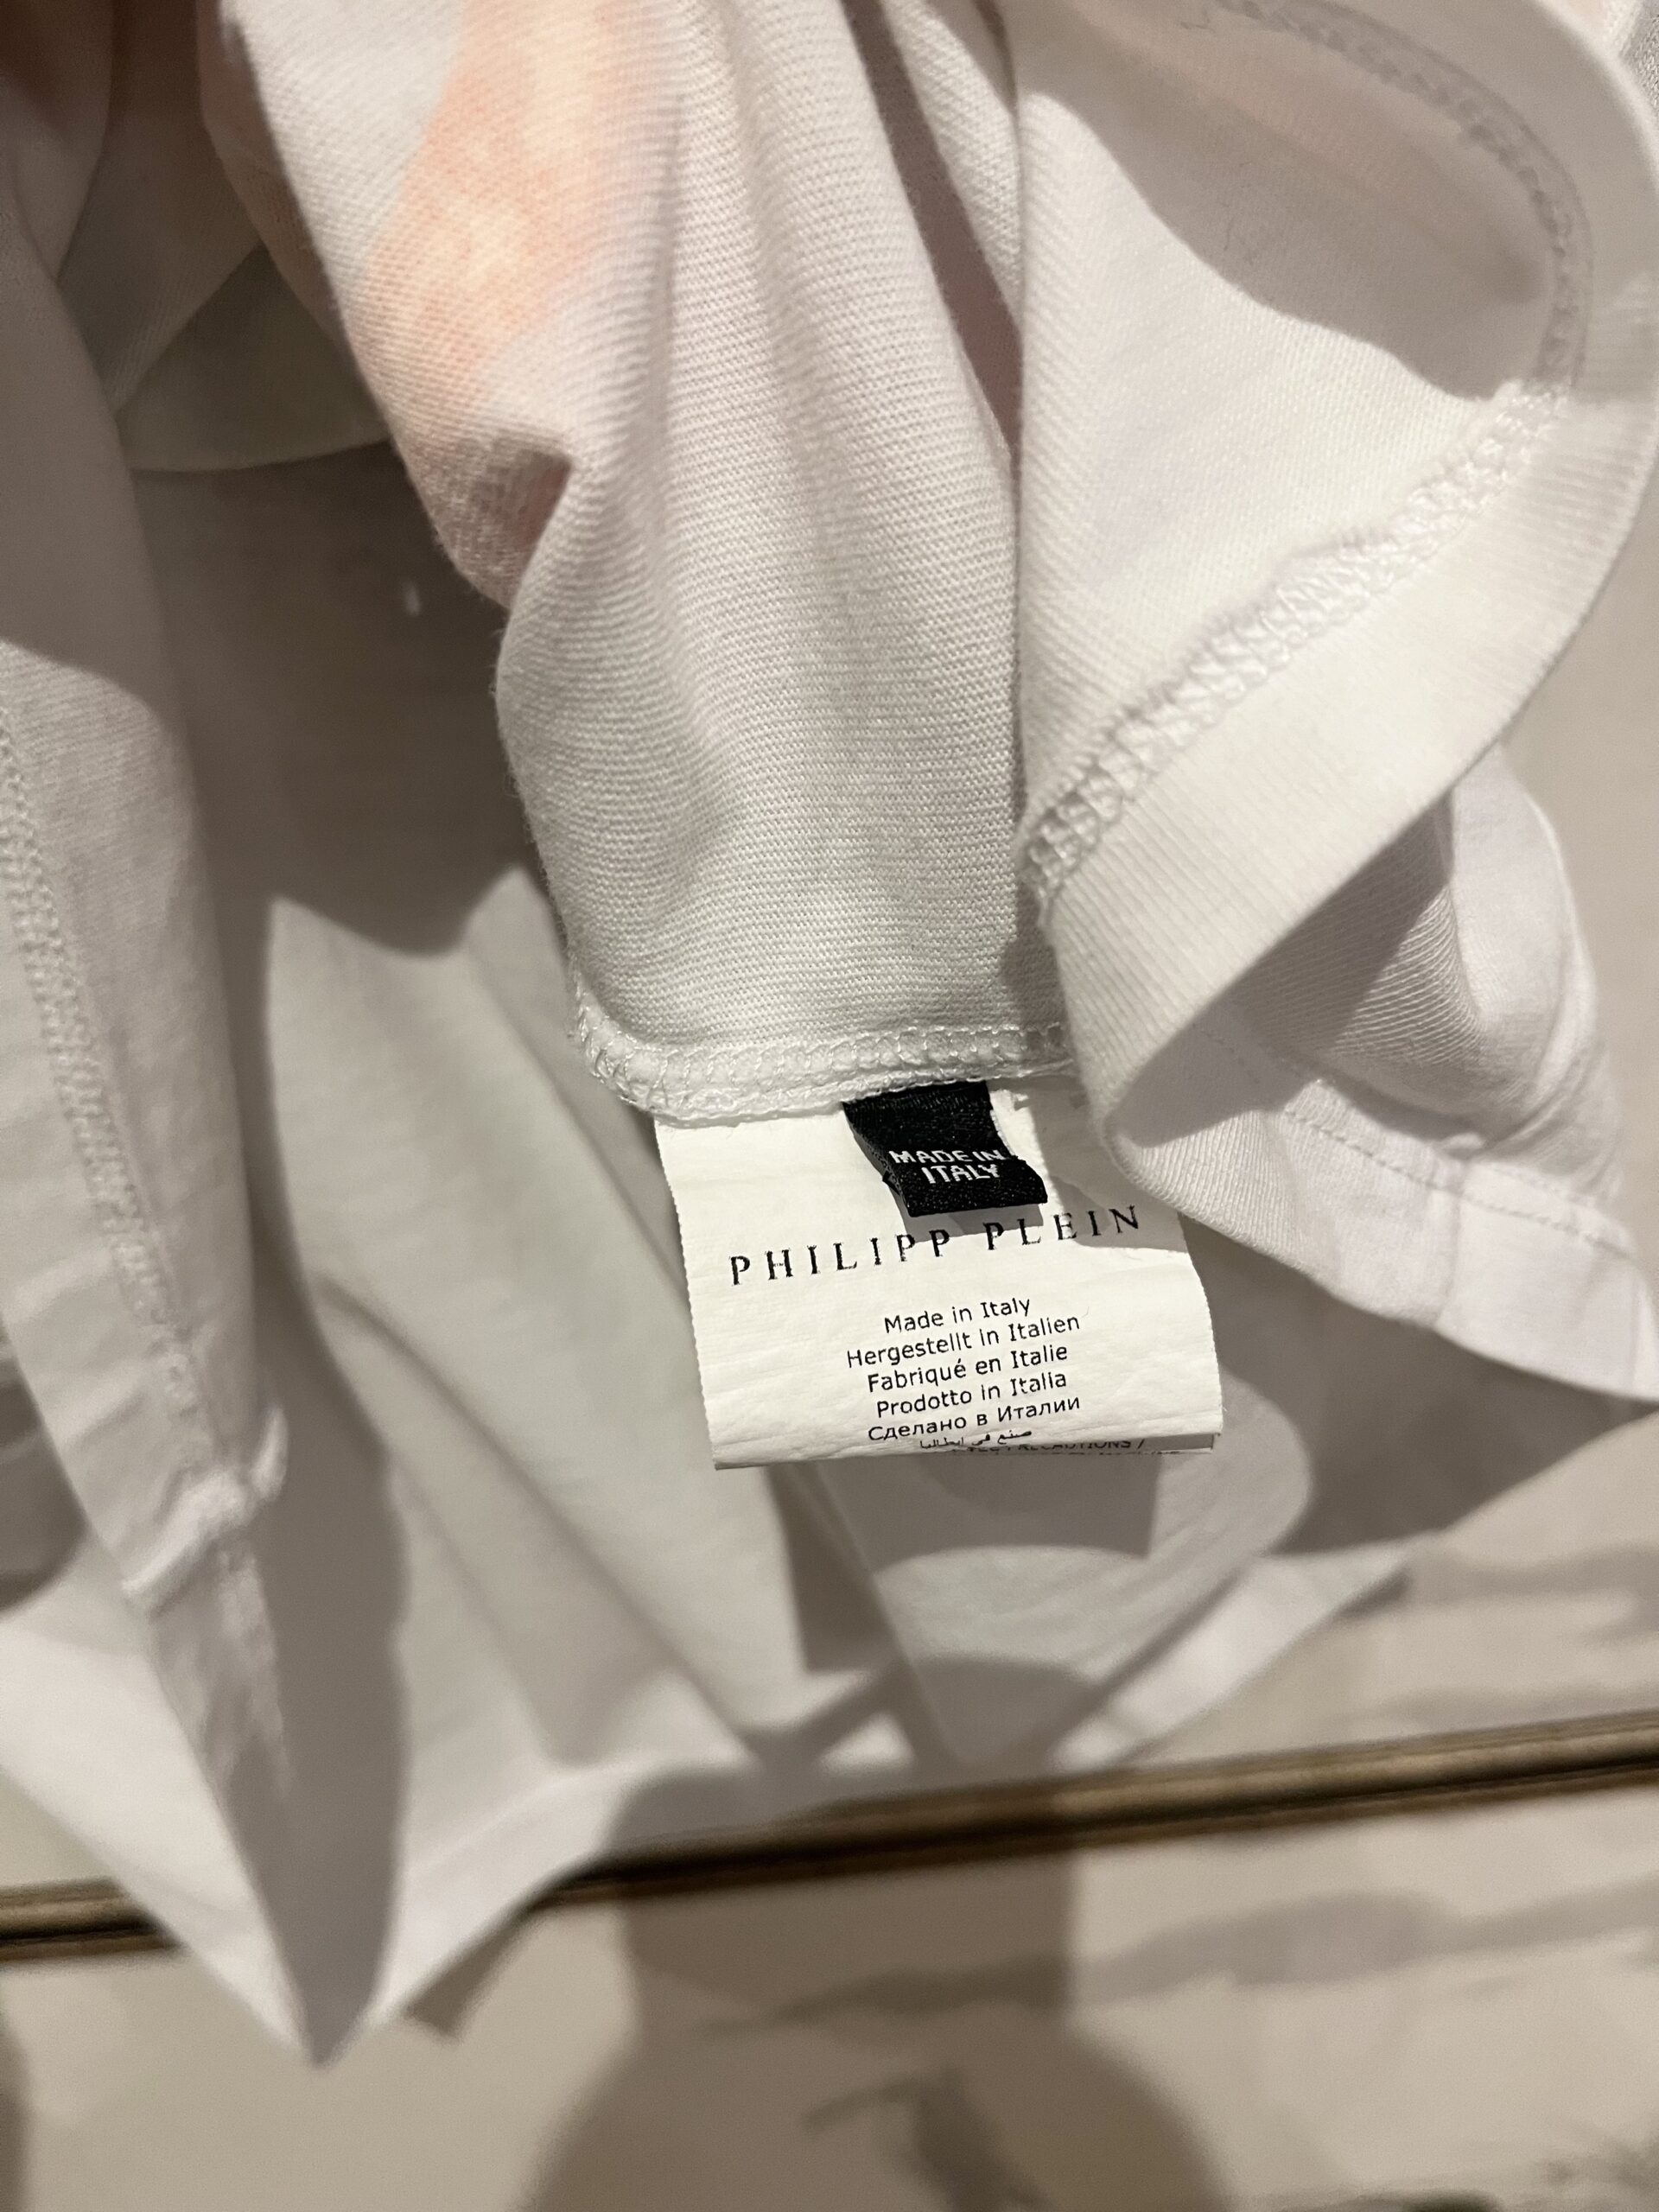 MADE IN
ITALY
PHILIPP PLEIN
Made in Italy
Hergestellt in Italien
Fabriqué en Italie
Prodotto in Italia
Сделано в Италии
صنع في إيطاليا
PRECAUTIONS /